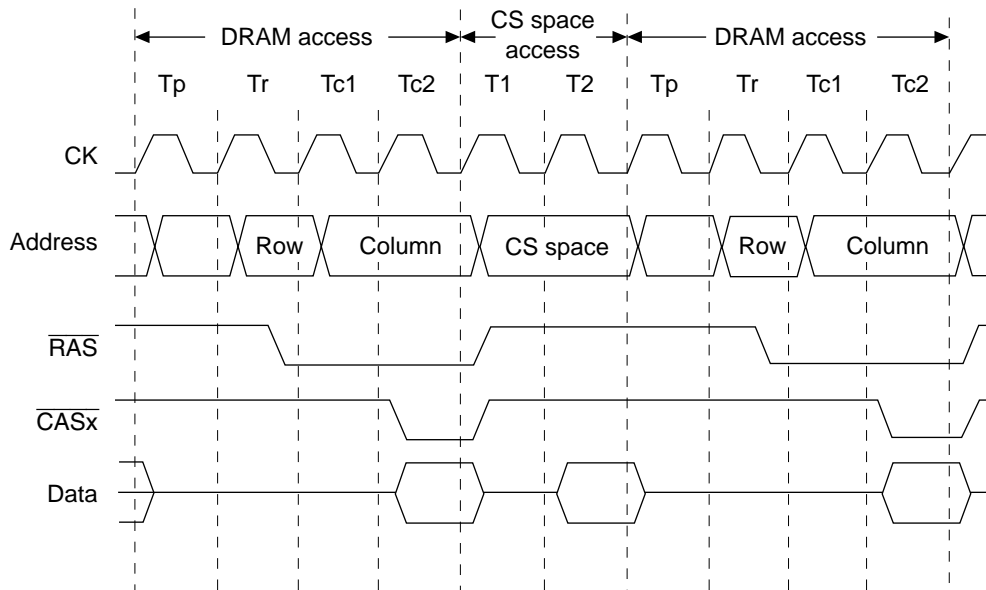 DRAM access CS space access DRAM access
Tp Tr Tc1 Tc2 T1 T2 Tp Tr Tc1 Tc2
CK
Address Row Column CS space Row Column
RAS
CASx
Data